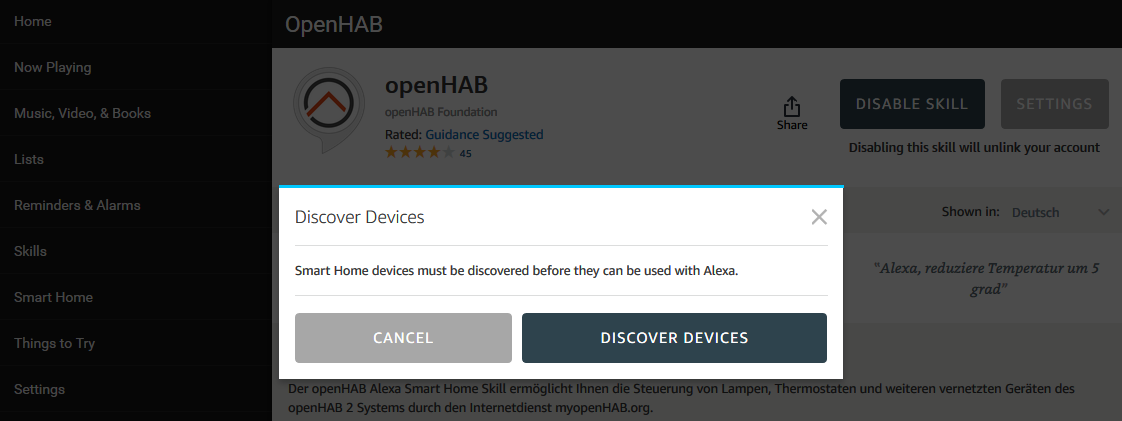 Home
Now Playing
Music, Video, & Books
Lists
Reminders & Alarms
Skills
Smart Home
Things to Try
Settings
OpenHAB
openHAB
openHAB Foundation
Rated: Guidance Suggested
45
Share
DISABLE SKILL
SETTINGS
Disabling this skill will unlink your account
Shown in: Deutsch
"Alexa, reduziere Temperatur um 5
grad"
Discover Devices
Smart Home devices must be discovered before they can be used with Alexa.
CANCEL
DISCOVER DEVICES
Der openHAB Alexa Smart Home Skill ermöglicht Ihnen die Steuerung von Lampen, Thermostaten und weiteren vernetzten Geräten des
openHAB 2 Systems durch den Internetdienst myopenHAB.org.